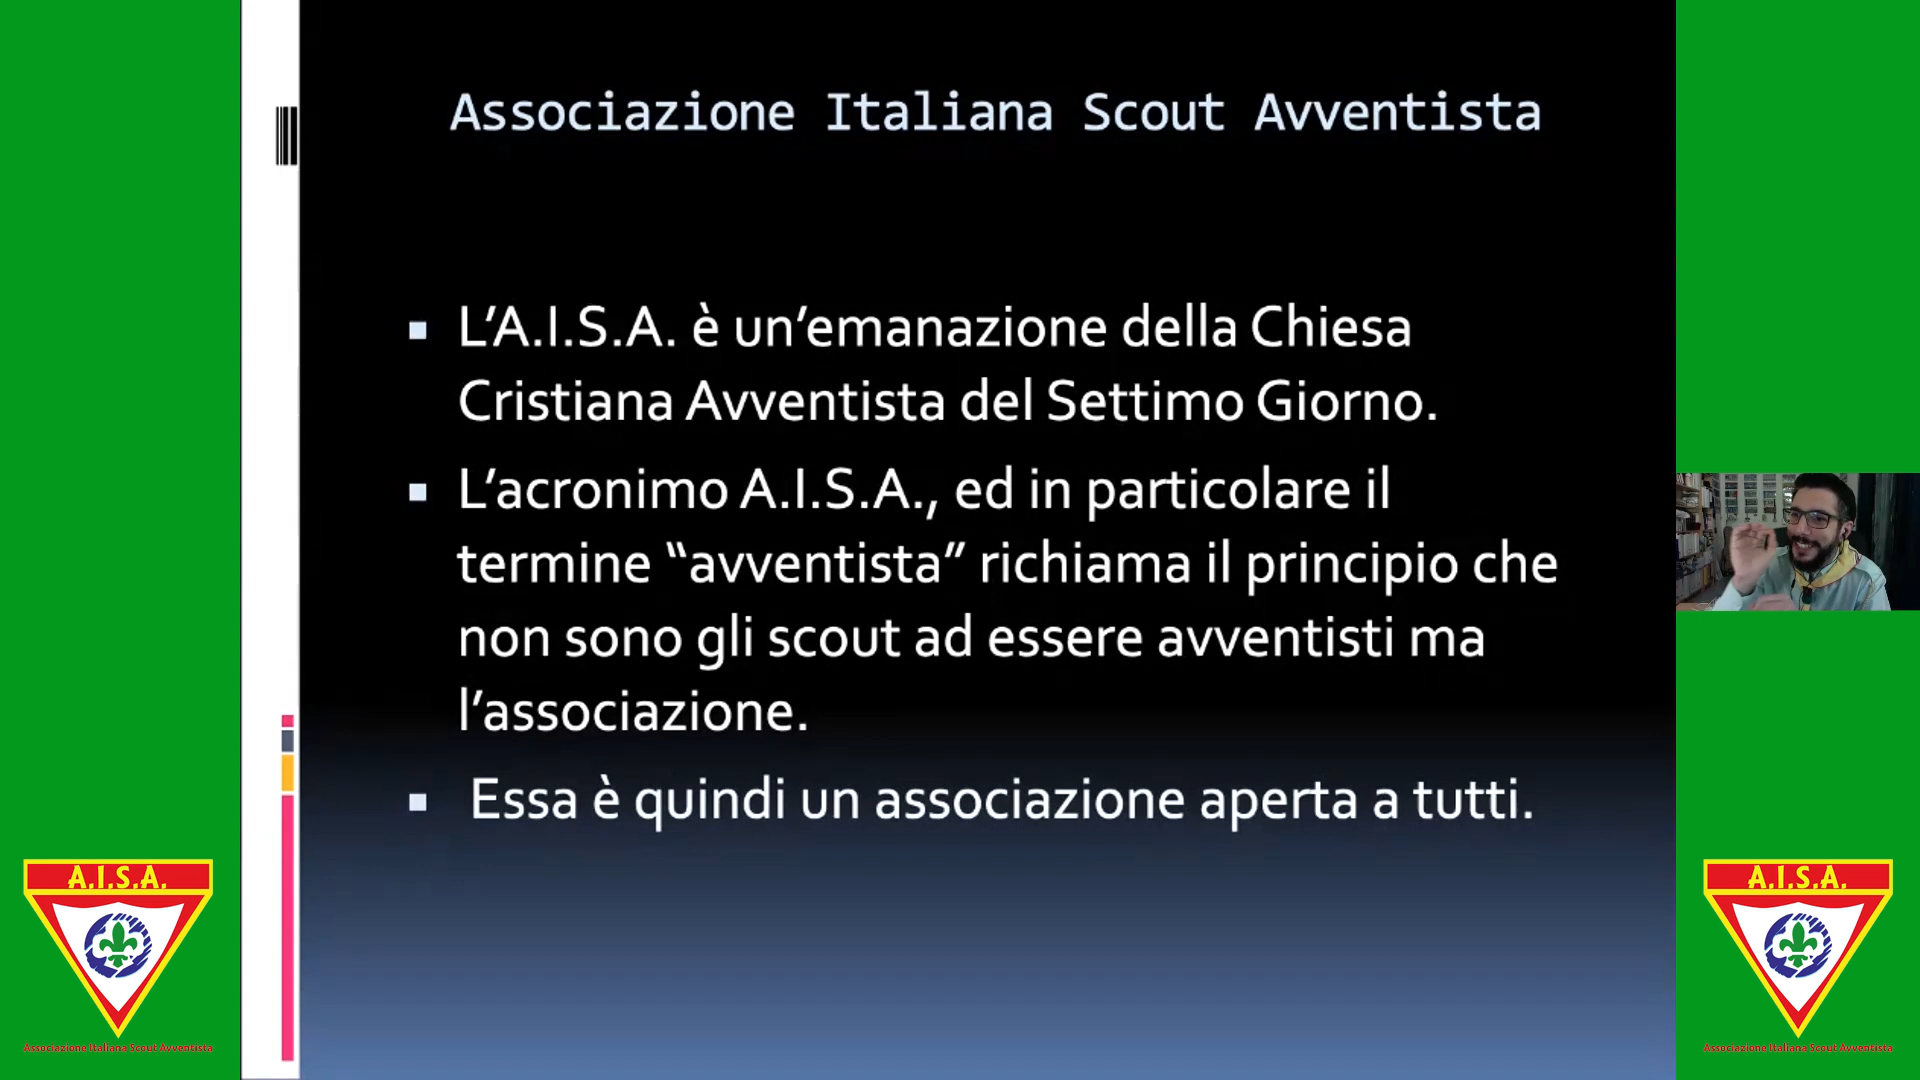 Associazione Italiana Scout Avventista
L’A.I.S.A. è un’emanazione della Chiesa
Cristiana Avventista del Settimo Giorno.
L’acronimo A.I.S.A., ed in particolare il
termine “avventista” richiama il principio che
non sono gli scout ad essere avventisti ma
l’associazione.
Essa è quindi un associazione aperta a tutti.
A.I.S.A.
Associazione Italiana Scout Avventista
A.I.S.A.
Associazione Italiana Scout Avventista